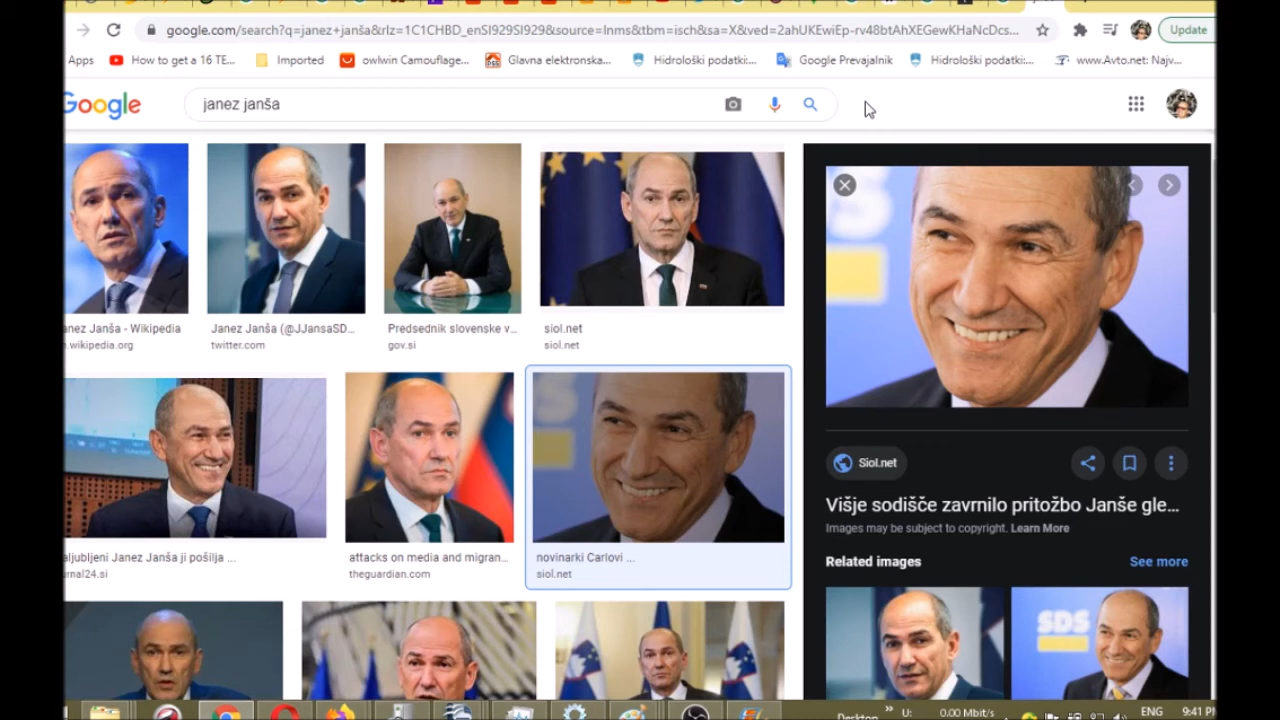 google.com/search?q=janez+janša&rlz=1C1CHBD_enSI929SI929&source=lnms&tbm=isch&sa=X&ved=2ahUKEwiEp-rv48btAhXEGewKHaNcDcs...
Update
Apps
How to get a 16 TE...
Imported
owlwin Camouflage...
Glavna elektronska...
Hidrološki podatki:...
Google Prevajalnik
Hidrološki podatki:...
www.Avto.net: Najv...
Google
janez janša
anez Janša - Wikipedia
.wikipedia.org
Janez Janša (@JJansaSD...
twitter.com
Predsednik slovenske v...
gov.si
siol.net
siol.net
aljubljeni Janez Janša ji pošilja ...
rnal24.si
attacks on media and migran...
theguardian.com
novinarki Carlovi ...
siol.net
Siol.net
Višje sodišče zavrnilo pritožbo Janše gle...
Images may be subject to copyright. Learn More
Related images
See more
SDS
Desktop
U:
0.00 Mbit/s
ENG
9:41